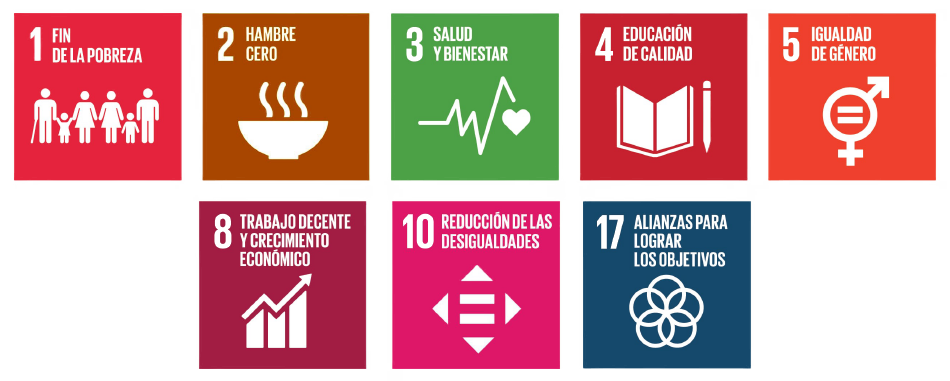 1 FIN
DE LA POBREZA
2 HAMBRE
CERO
3 SALUD
Y BIENESTAR
4 EDUCACIÓN
DE CALIDAD
5 IGUALDAD
DE GÉNERO
8 TRABAJO DECENTE
Y CRECIMIENTO
ECONÓMICO
10 REDUCCIÓN DE LAS
DESIGUALDADES
17 ALIANZAS PARA
LOGRAR
LOS OBJETIVOS